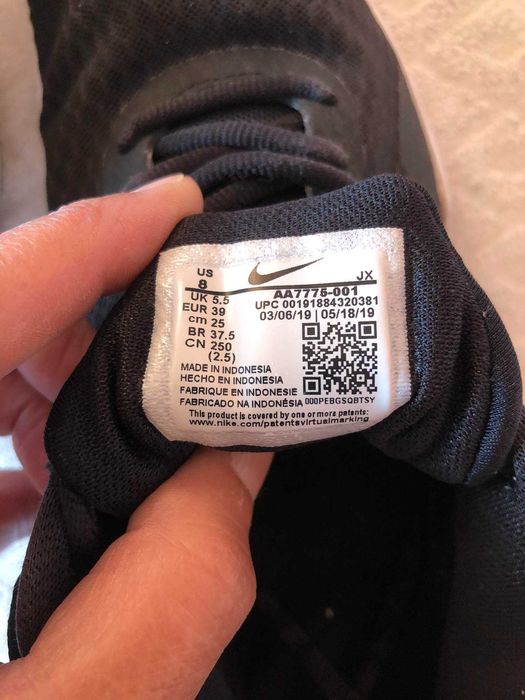 US
8
UK 5.5
EUR 39
cm 25
BR 37.5
CN 250
(2.5)
JX
AA7775-001
UPC 00191884320381
03/06/19 | 05/18/19
MADE IN INDONESIA
HECHO EN INDONESIA
FABRIQUE EN INDONESIE
FABRICADO NA INDONÉSIA
000PEBGSQBTSY
This product is covered by one or more patents:
www.nike.com/patentsvirtualmarking